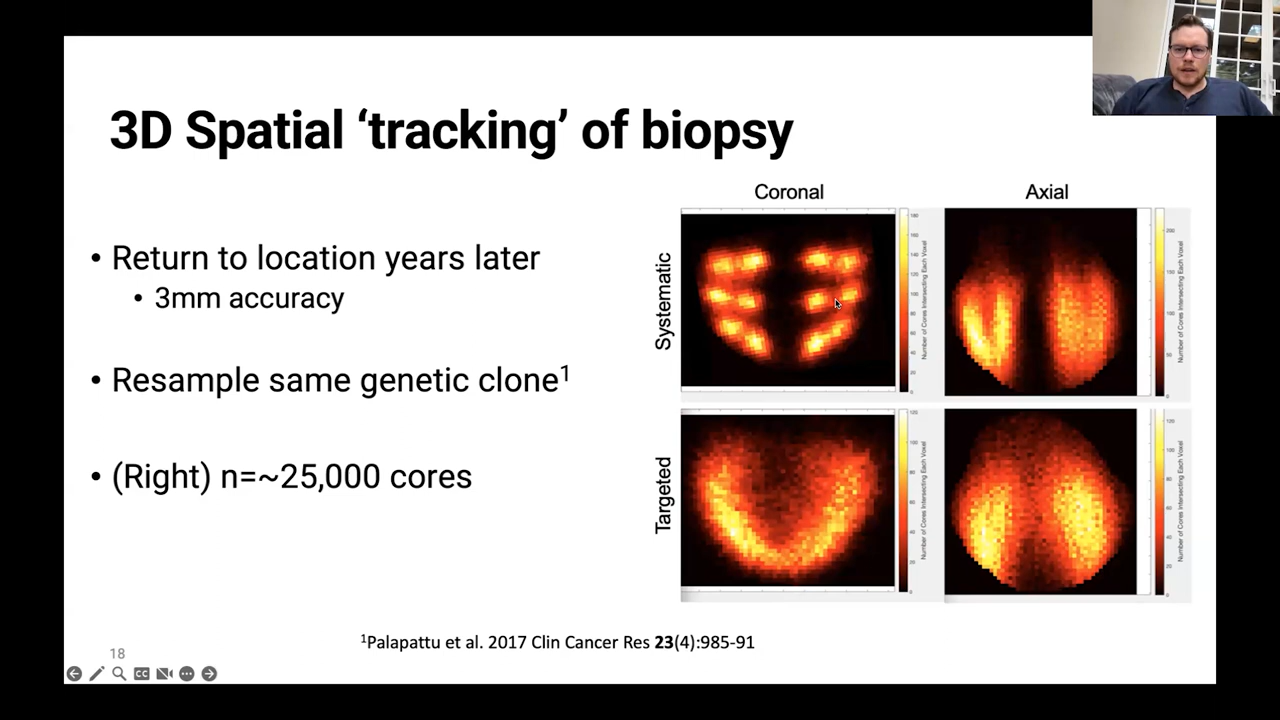 3D Spatial ‘tracking’ of biopsy
• Return to location years later
• 3mm accuracy
• Resample same genetic clone¹
• (Right) n=~25,000 cores
Coronal
Axial
Systematic
Targeted
Number of Cores Intersecting Each Voxel
Number of Cores Intersecting Each Voxel
Number of Cores Intersecting Each Voxel
Number of Cores Intersecting Each Voxel
¹Palapattu et al. 2017 Clin Cancer Res 23(4):985-91
18
CC